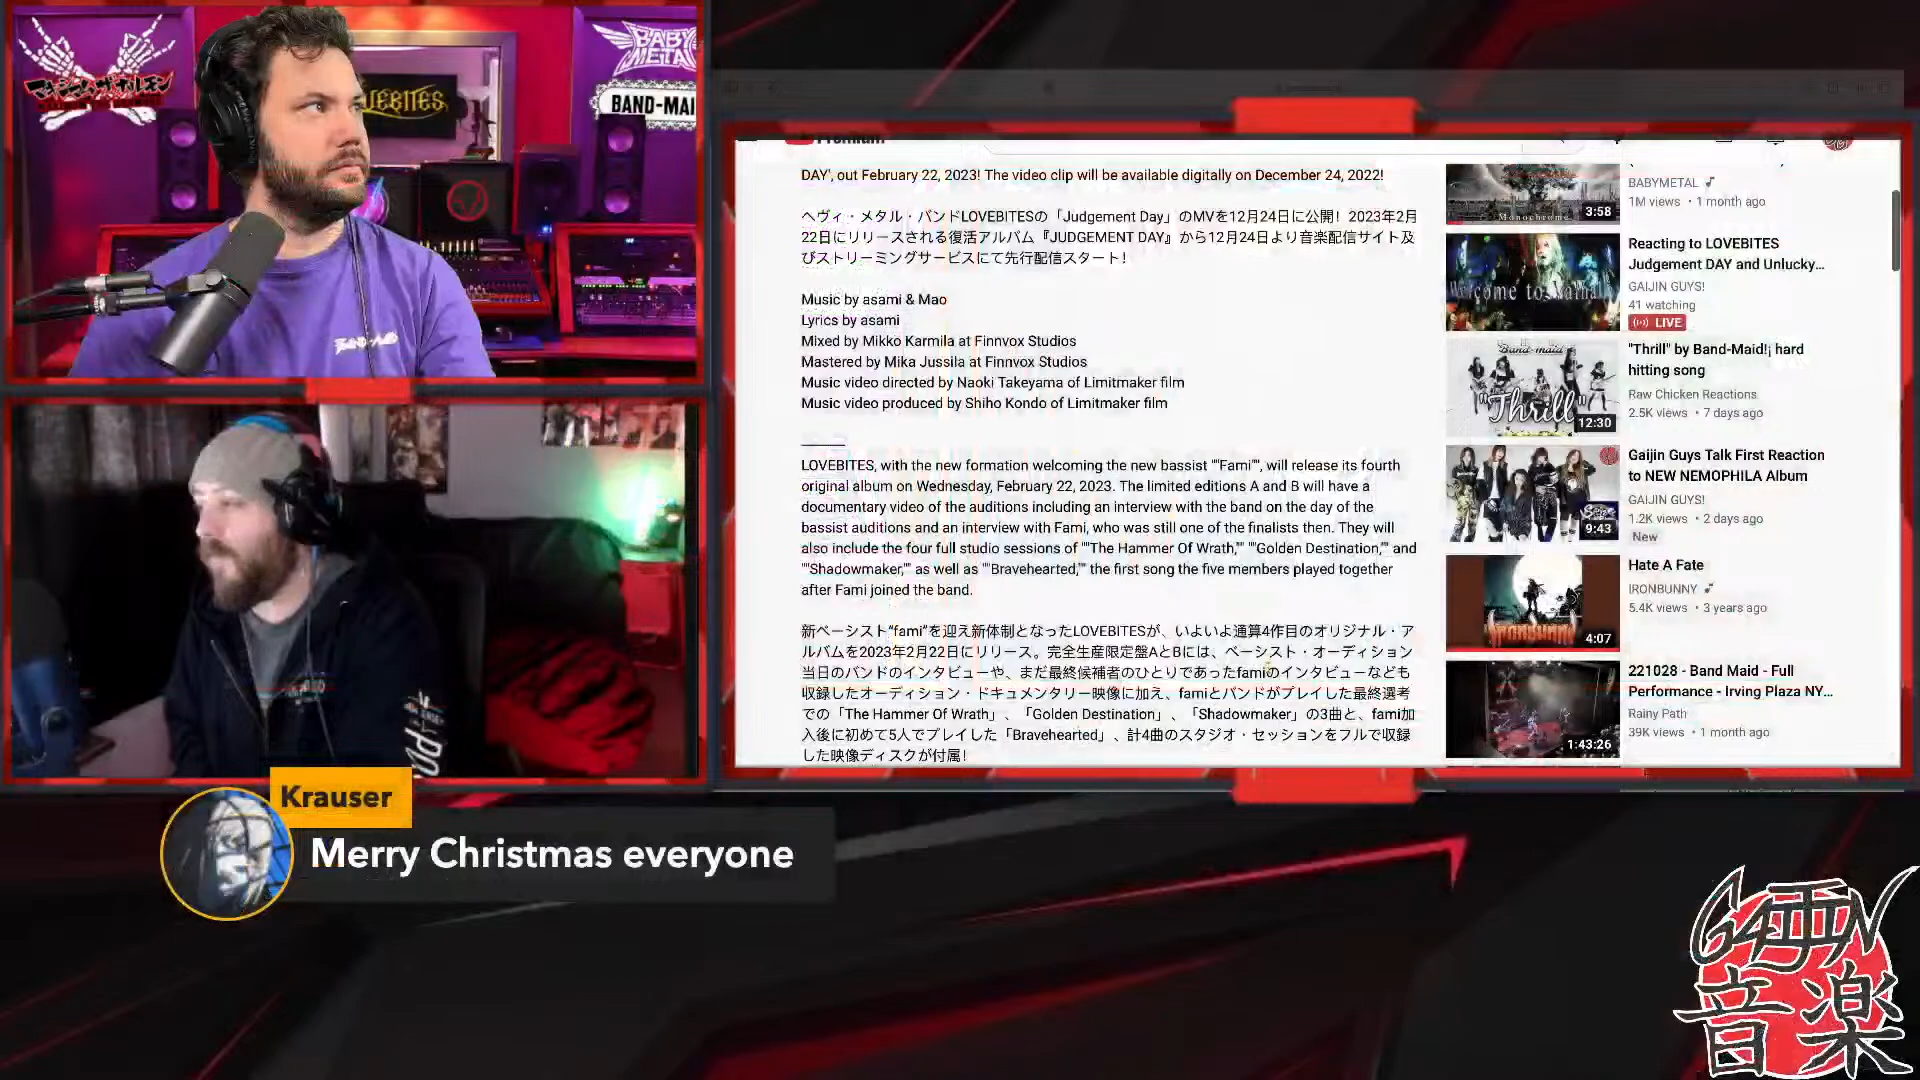 マキシマム ザ ホルモン
LOVEBITES
BABY
METAL
BAND-MAI
Premium
DAY', out February 22, 2023! The video clip will be available digitally on December 24, 2022!
ヘヴィ・メタル・バンドLOVEBITESの「Judgement Day」のMVを12月24日に公開！2023年2月
22日にリリースされる復活アルバム『JUDGEMENT DAY』から12月24日より音楽配信サイト及
びストリーミングサービスにて先行配信スタート！
Music by asami & Mao
Lyrics by asami
Mixed by Mikko Karmila at Finnvox Studios
Mastered by Mika Jussila at Finnvox Studios
Music video directed by Naoki Takeyama of Limitmaker film
Music video produced by Shiho Kondo of Limitmaker film
LOVEBITES, with the new formation welcoming the new bassist ""Fami"", will release its fourth
original album on Wednesday, February 22, 2023. The limited editions A and B will have a
documentary video of the auditions including an interview with the band on the day of the
bassist auditions and an interview with Fami, who was still one of the finalists then. They will
also include the four full studio sessions of ""The Hammer Of Wrath,"" ""Golden Destination,"" and
""Shadowmaker,"" as well as ""Bravehearted,"" the first song the five members played together
after Fami joined the band.
新ベーシスト“fami”を迎え新体制となったLOVEBITESが、いよいよ通算4作目のオリジナル・ア
ルバムを2023年2月22日にリリース。完全生産限定盤AとBには、ベーシスト・オーディション
当日のバンドのインタビューや、まだ最終候補者のひとりであったfamiのインタビューなども
収録したオーディション・ドキュメンタリー映像に加え、famiとバンドがプレイした最終選考
での「The Hammer Of Wrath」、「Golden Destination」、「Shadowmaker」の3曲と、fami加
入後に初めて5人でプレイした「Bravehearted」、計4曲のスタジオ・セッションをフルで収録
した映像ディスクが付属！
Monochrome
3:58
BABYMETAL
1M views • 1 month ago
Welcome to Valhalla
Reacting to LOVEBITES
Judgement DAY and Unlucky...
GAIJIN GUYS!
41 watching
LIVE
Band-maid
"Thrill"
12:30
"Thrill" by Band-Maid!¡ hard
hitting song
Raw Chicken Reactions
2.5K views • 7 days ago
9:43
Gaijin Guys Talk First Reaction
to NEW NEMOPHILA Album
GAIJIN GUYS!
1.2K views • 2 days ago
New
IRONBUNNY
4:07
Hate A Fate
IRONBUNNY
5.4K views • 3 years ago
1:43:26
221028 - Band Maid - Full
Performance - Irving Plaza NY...
Rainy Path
39K views • 1 month ago
Krauser
Merry Christmas everyone
GAIJIN
音楽